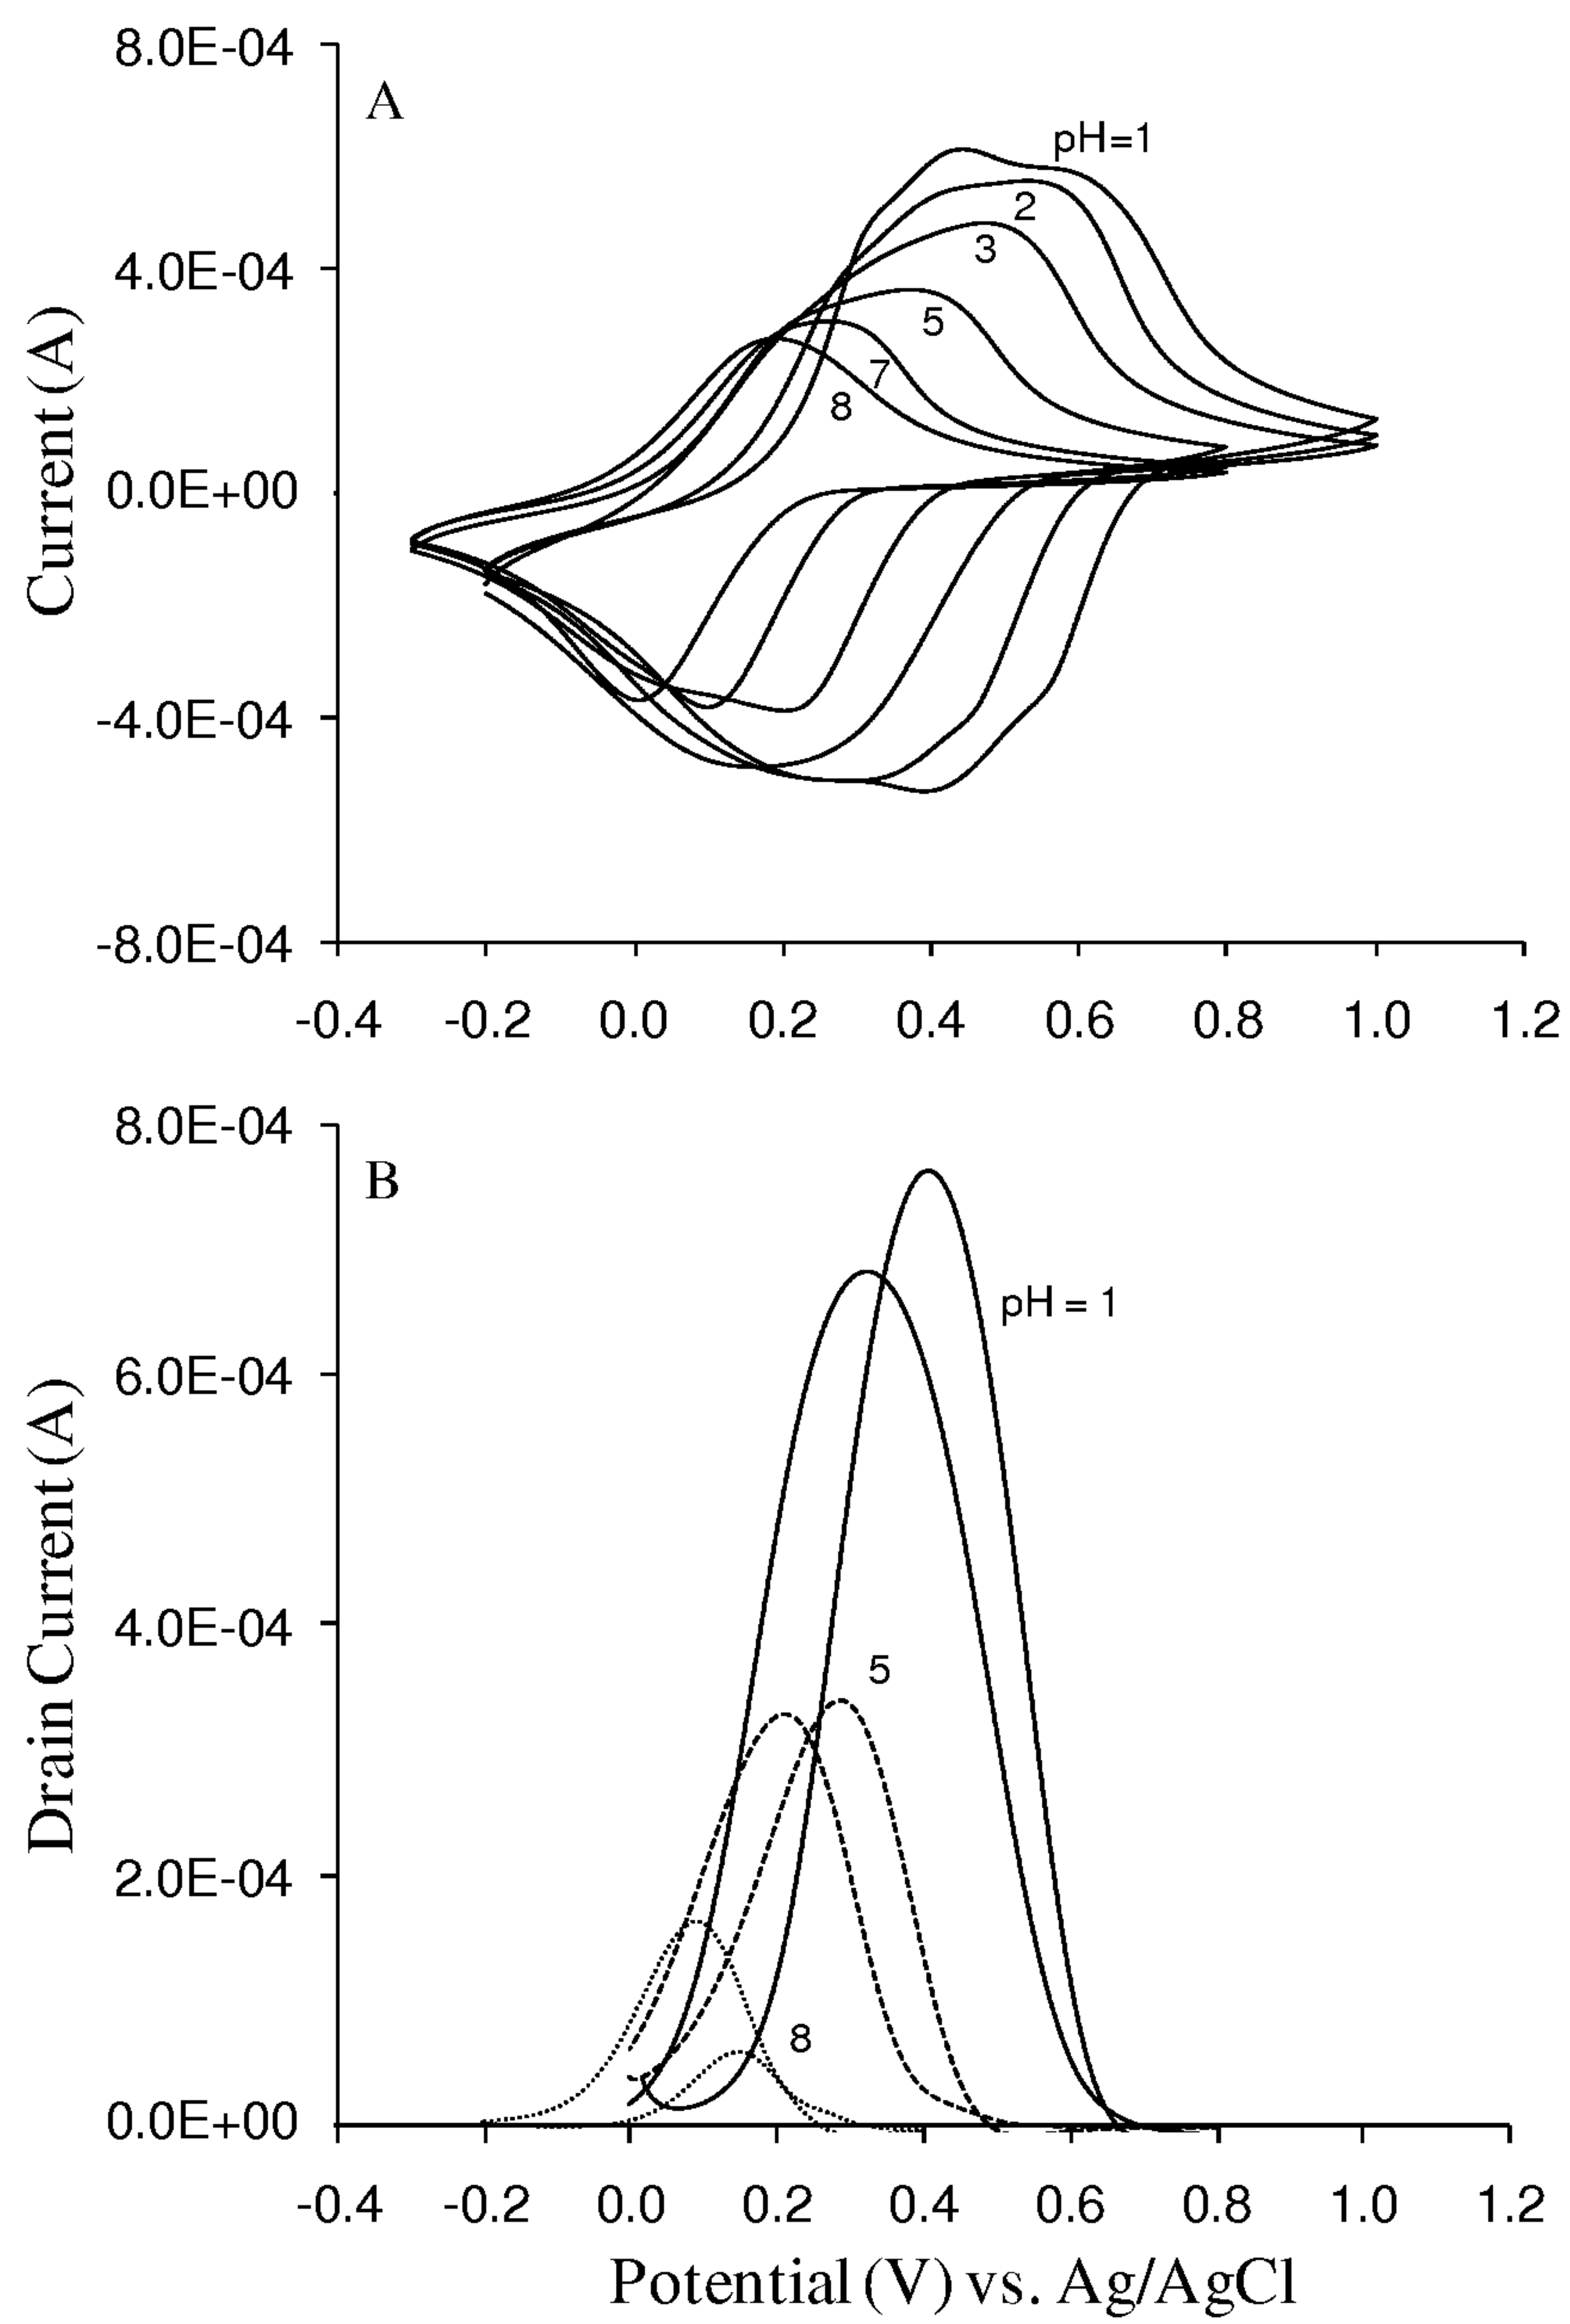 8.0E-04
A
pH=1
2
4.0E-04
3
5
7
8
0.0E+00
-4.0E-04
-8.0E-04
Current (A)
-0.4 -0.2 0.0 0.2 0.4 0.6 0.8 1.0 1.2
8.0E-04
B
pH = 1
6.0E-04
4.0E-04
5
2.0E-04
8
0.0E+00
Drain Current (A)
-0.4 -0.2 0.0 0.2 0.4 0.6 0.8 1.0 1.2
Potential (V) vs. Ag/AgCl